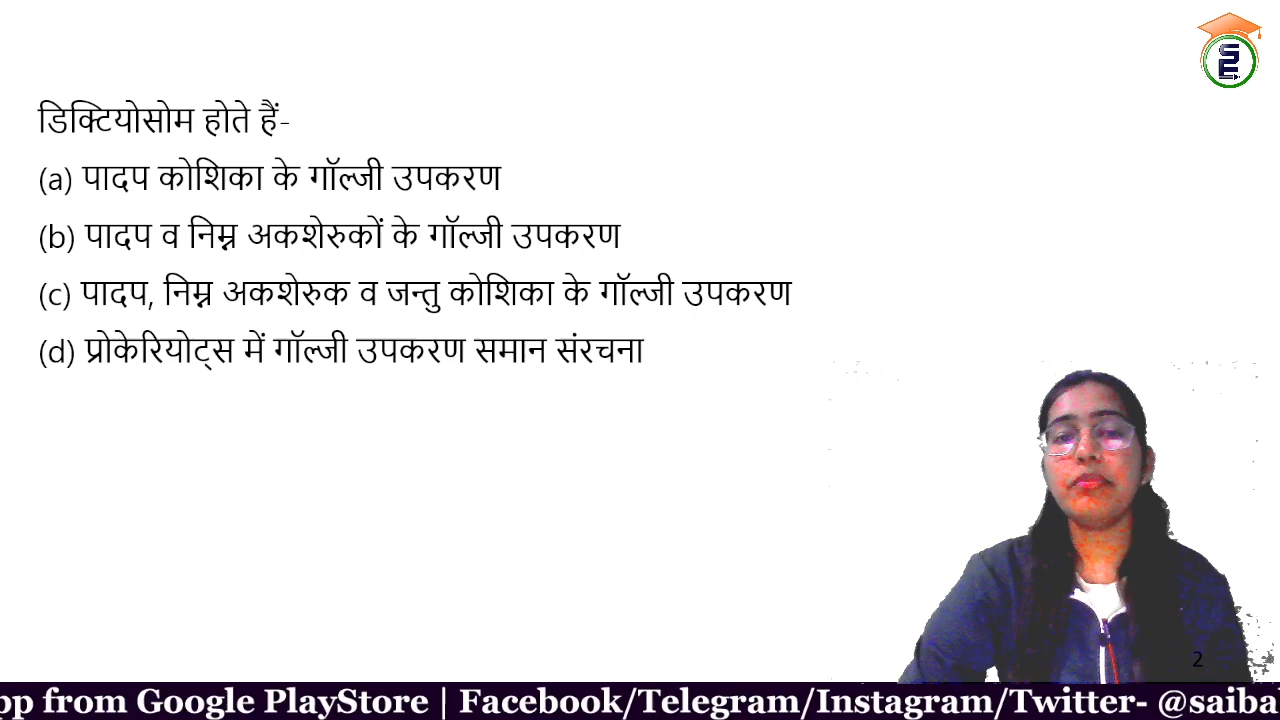 डिक्टियोसोम होते हैं-
(a) पादप कोशिका के गॉल्जी उपकरण
(b) पादप व निम्न अकशेरुकों के गॉल्जी उपकरण
(c) पादप, निम्न अकशेरुक व जन्तु कोशिका के गॉल्जी उपकरण
(d) प्रोकेरियोट्स में गॉल्जी उपकरण समान संरचना
2
pp from Google PlayStore | Facebook/Telegram/Instagram/Twitter- @saiba